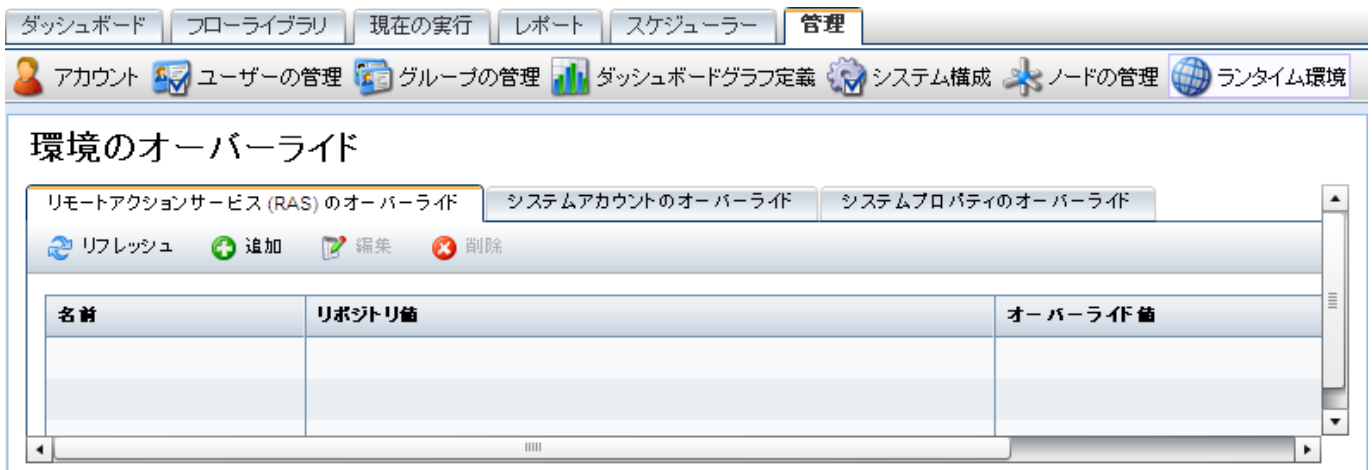 ダッシュボード フローライブラリ 現在の実行 レポート スケジューラー 管理
アカウント ユーザーの管理 グループの管理 ダッシュボードグラフ定義 システム構成 ノードの管理 ランタイム環境
環境のオーバーライド
リモートアクションサービス (RAS) のオーバーライド システムアカウントのオーバーライド システムプロパティのオーバーライド
リフレッシュ 追加 編集 削除
名前 リポジトリ値 オーバーライド値